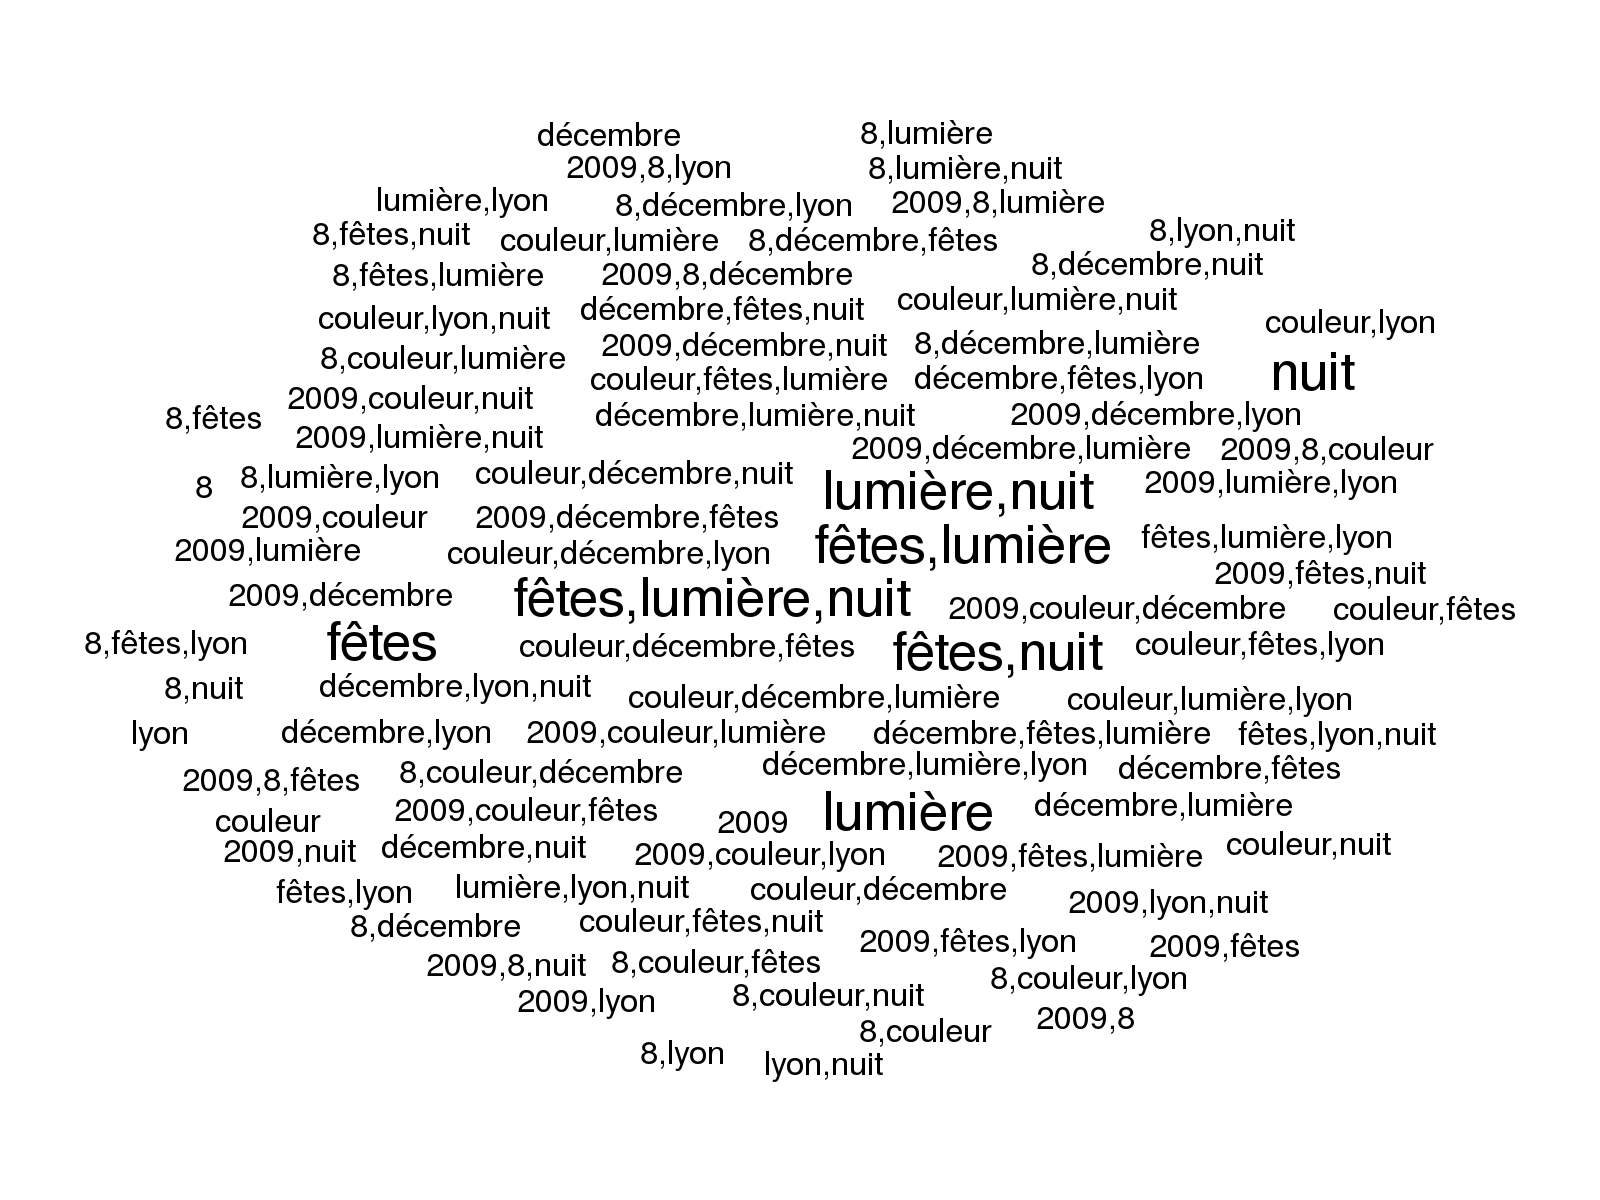 décembre 8,lumière
2009,8,lyon 8,lumière,nuit
lumière,lyon 8,décembre,lyon 2009,8,lumière
8,fêtes,nuit couleur,lumière 8,décembre,fêtes 8,lyon,nuit
8,fêtes,lumière 2009,8,décembre 8,décembre,nuit
couleur,lyon,nuit décembre,fêtes,nuit couleur,lumière,nuit couleur,lyon
8,couleur,lumière 2009,décembre,nuit 8,décembre,lumière
couleur,fêtes,lumière décembre,fêtes,lyon nuit
2009,couleur,nuit
8,fêtes décembre,lumière,nuit 2009,décembre,lyon
2009,lumière,nuit 2009,décembre,lumière 2009,8,couleur
8 8,lumière,lyon couleur,décembre,nuit lumière,nuit 2009,lumière,lyon
2009,couleur 2009,décembre,fêtes
2009,lumière couleur,décembre,lyon fêtes,lumière fêtes,lumière,lyon
2009,fêtes,nuit
2009,décembre fêtes,lumière,nuit 2009,couleur,décembre couleur,fêtes
8,fêtes,lyon fêtes couleur,décembre,fêtes fêtes,nuit couleur,fêtes,lyon
8,nuit décembre,lyon,nuit couleur,décembre,lumière couleur,lumière,lyon
lyon décembre,lyon 2009,couleur,lumière décembre,fêtes,lumière fêtes,lyon,nuit
2009,8,fêtes 8,couleur,décembre décembre,lumière,lyon décembre,fêtes
couleur 2009,couleur,fêtes 2009 lumière décembre,lumière
2009,nuit décembre,nuit 2009,couleur,lyon 2009,fêtes,lumière couleur,nuit
fêtes,lyon lumière,lyon,nuit couleur,décembre 2009,lyon,nuit
8,décembre couleur,fêtes,nuit 2009,fêtes,lyon 2009,fêtes
2009,8,nuit 8,couleur,fêtes 8,couleur,lyon
2009,lyon 8,couleur,nuit 2009,8
8,couleur
8,lyon lyon,nuit